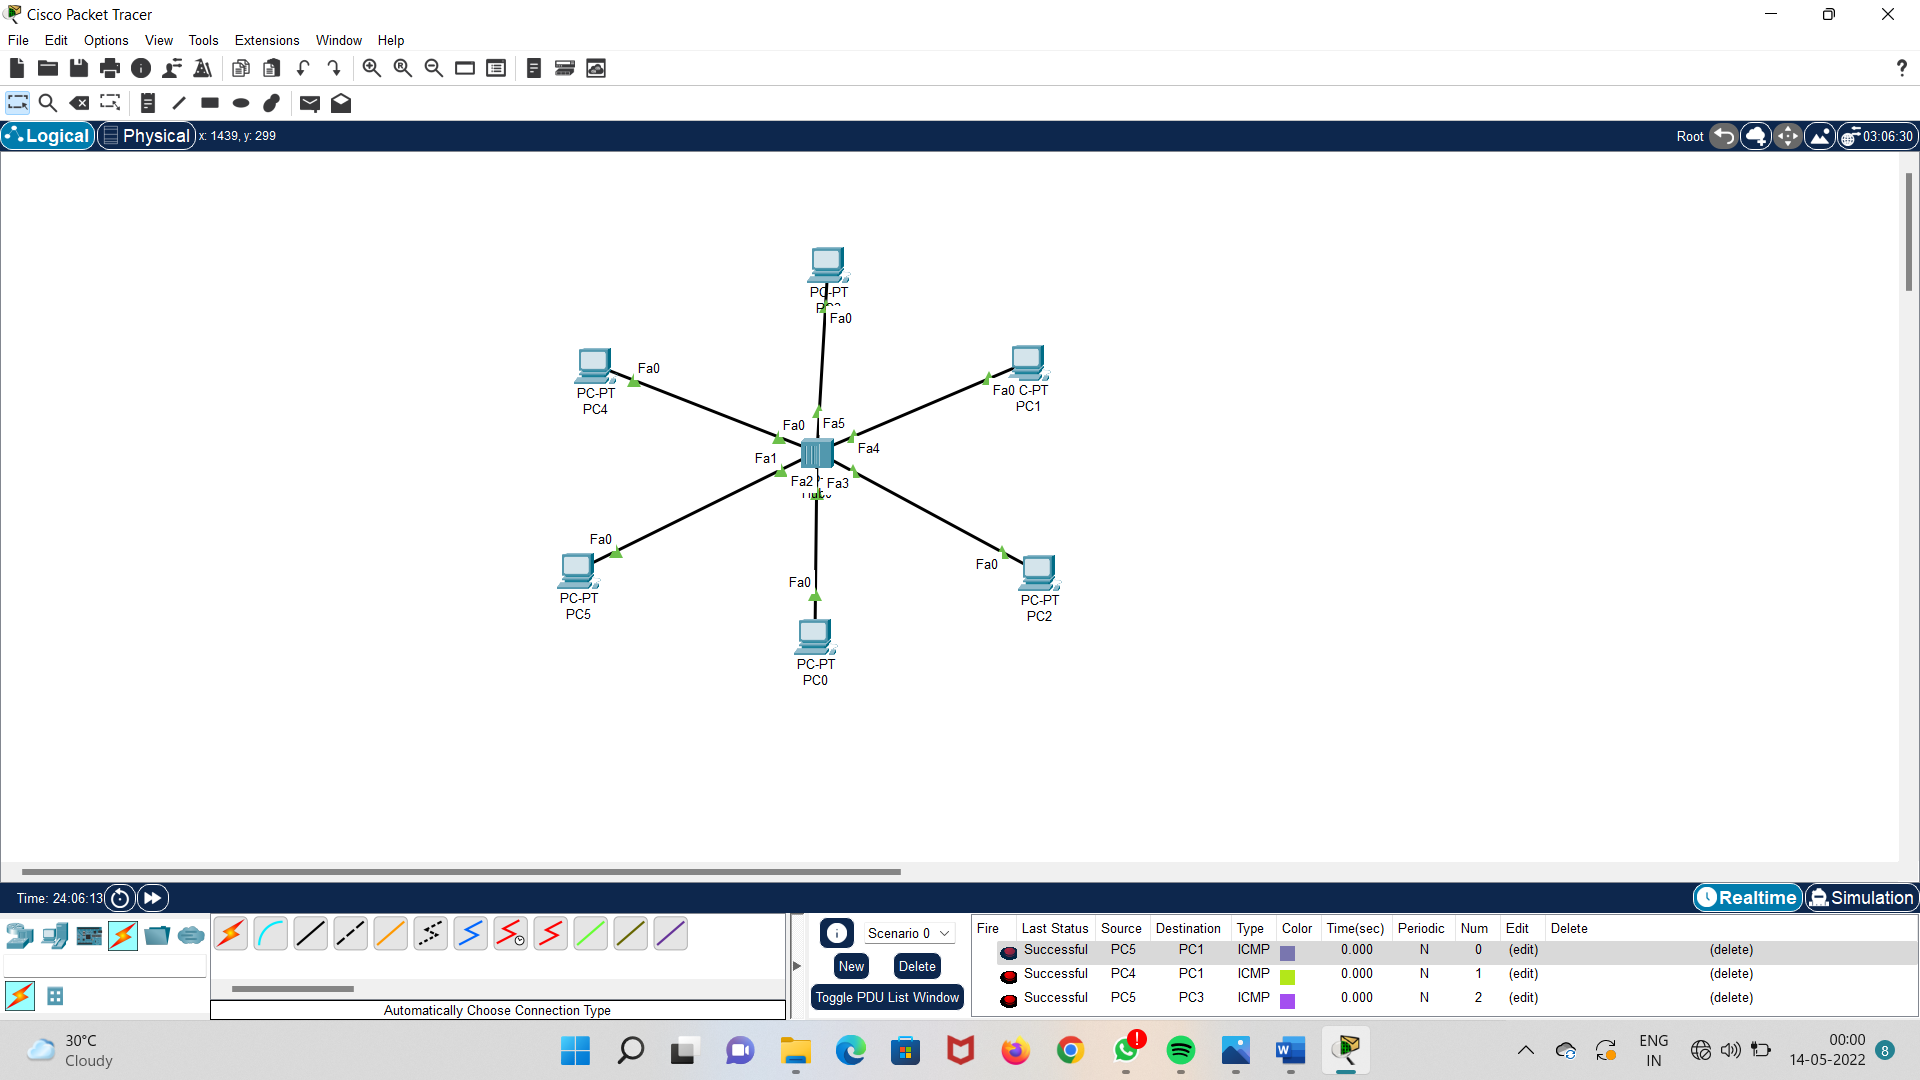 Cisco Packet Tracer
File Edit Options View Tools Extensions Window Help
?
Logical Physical x: 1439, y: 299 Root 03:06:30
PC-PT
Fa0
Fa0
PC-PT
PC4
Fa0 C-PT
PC1
Fa0 Fa5
Fa4
Fa1
Fa2 Fa3
Fa0
PC-PT
PC5
Fa0
Fa0
PC-PT
PC2
PC-PT
PC0
Time: 24:06:13 Realtime Simulation
Scenario 0
New Delete
Toggle PDU List Window
Automatically Choose Connection Type
Fire Last Status Source Destination Type Color Time(sec) Periodic Num Edit Delete
Successful PC5 PC1 ICMP 0.000 N 0 (edit) (delete)
Successful PC4 PC1 ICMP 0.000 N 1 (edit) (delete)
Successful PC5 PC3 ICMP 0.000 N 2 (edit) (delete)
30°C
Cloudy
ENG
IN
00:00
14-05-2022
8